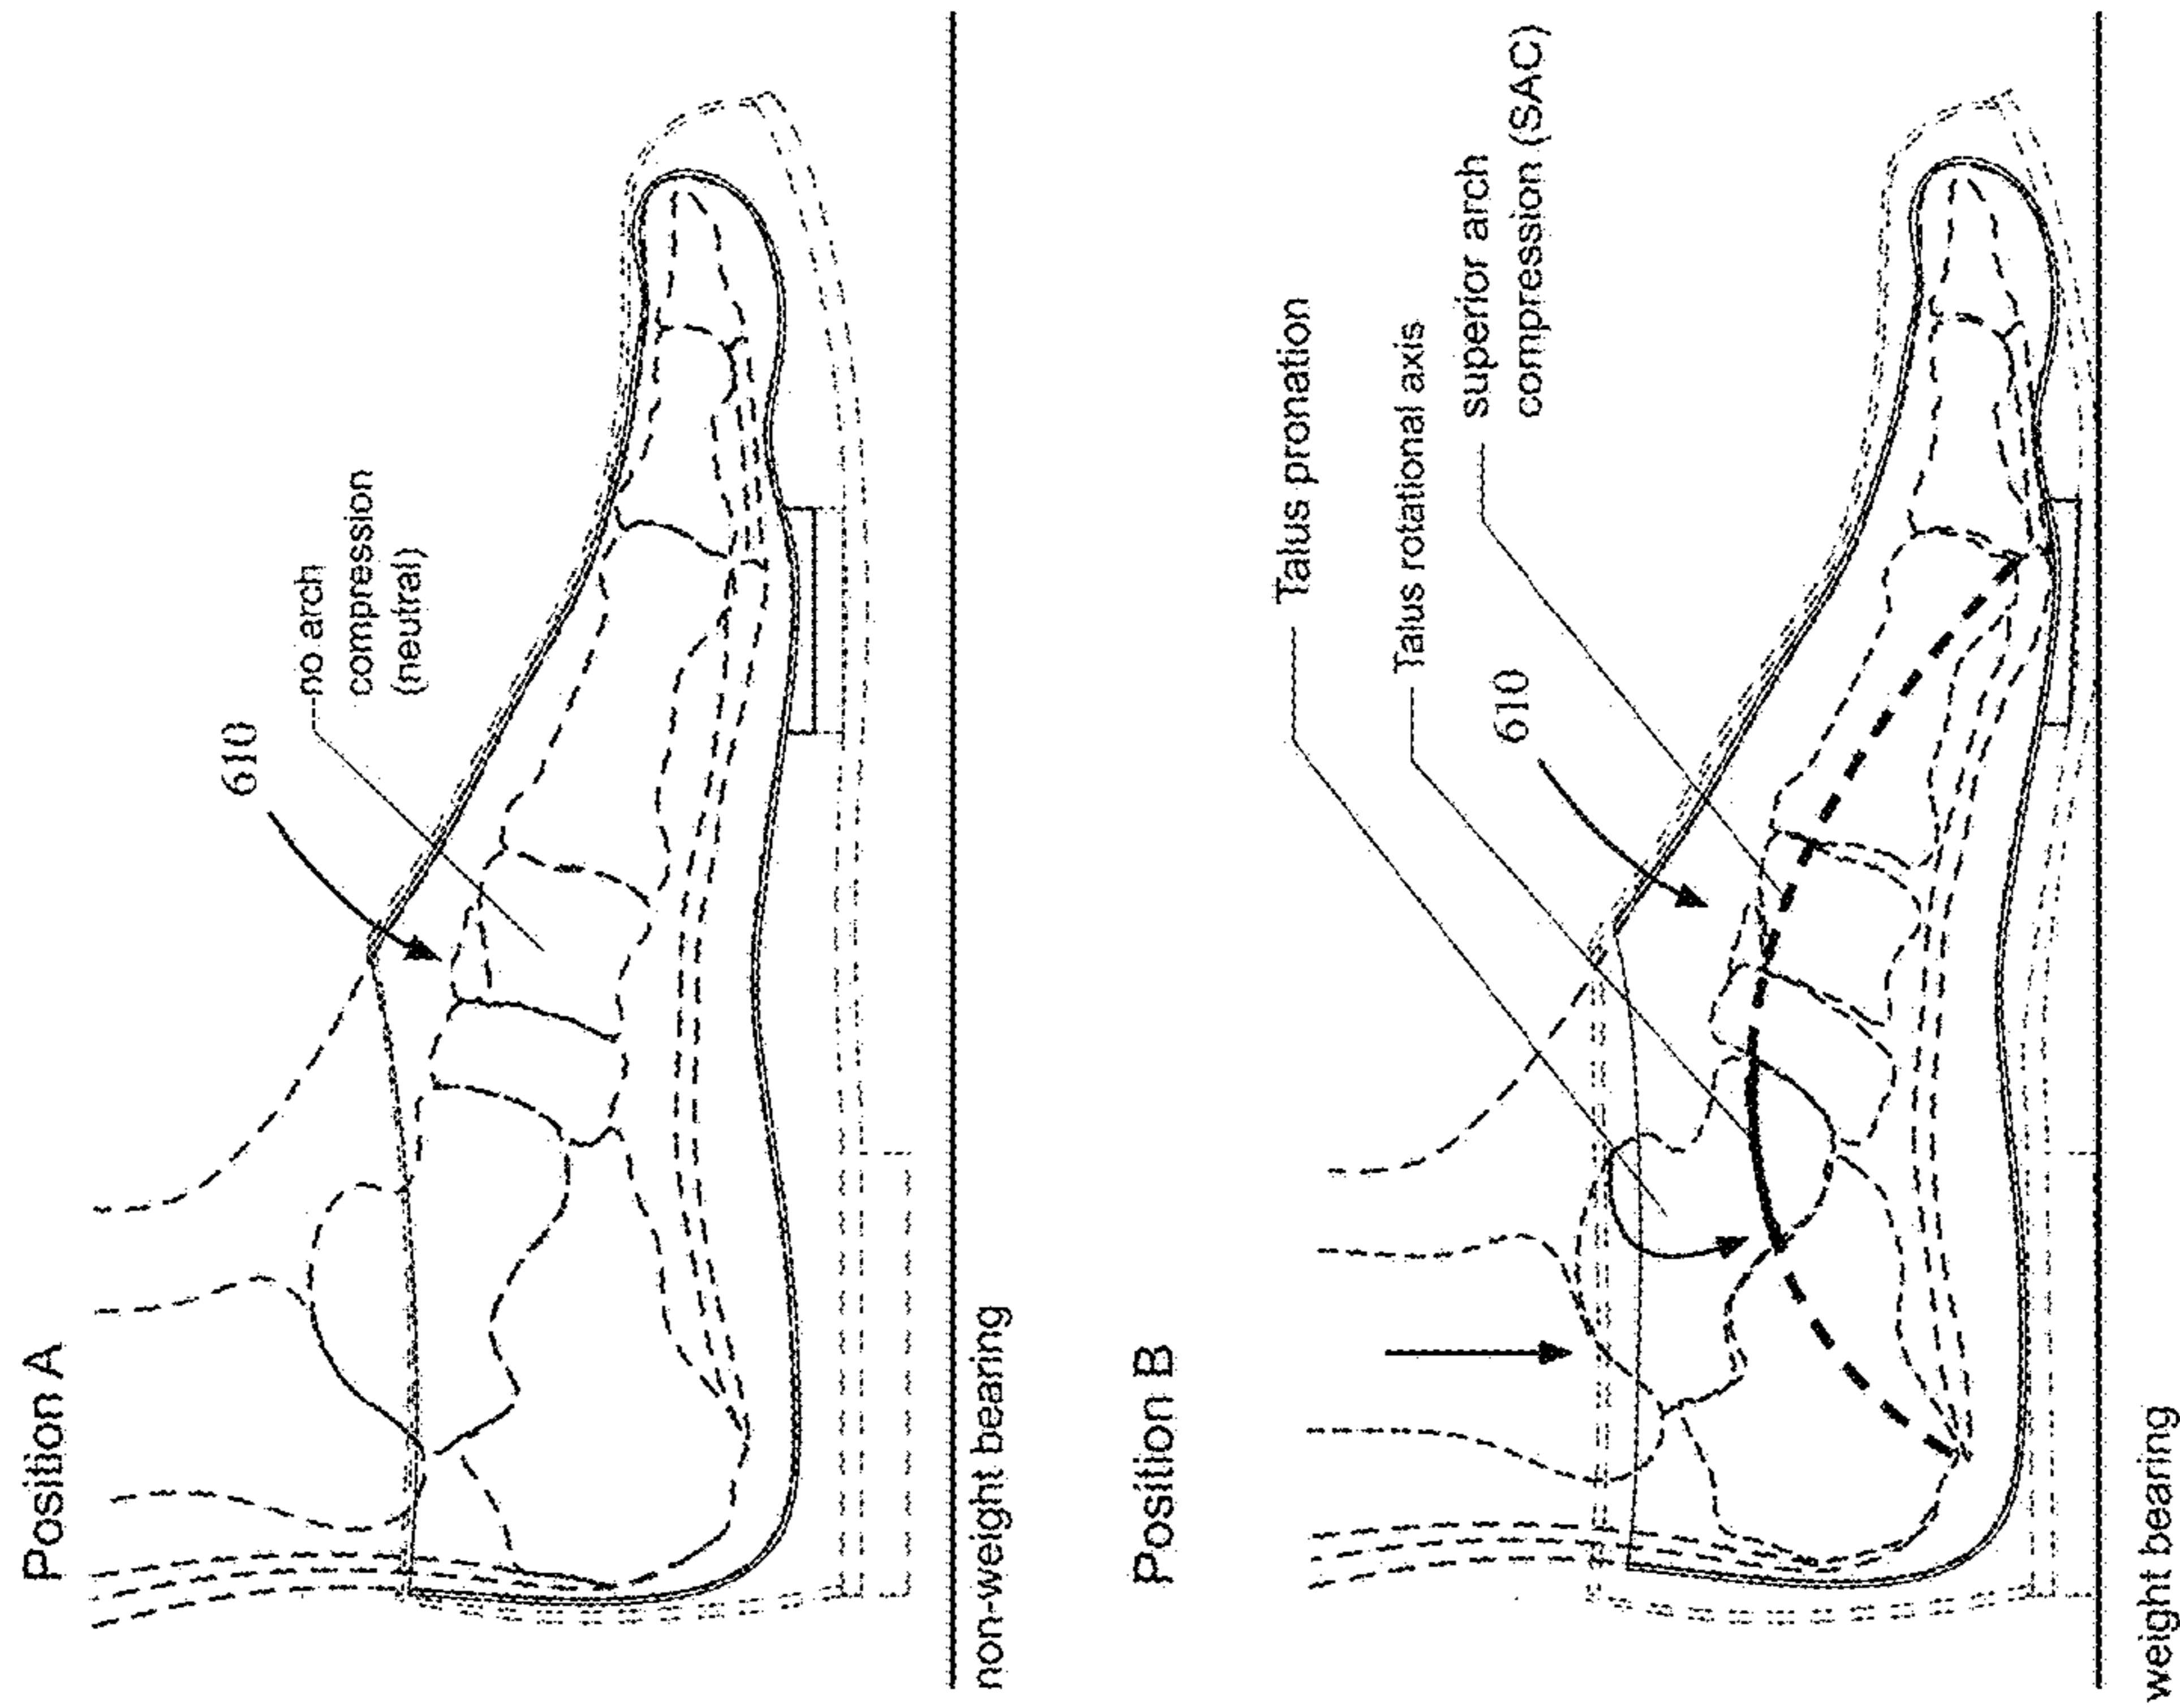 Position A
610
no arch
compression
(neutral)
non-weight bearing
Position B
Talus pronation
Talus rotational axis
superior arch
compression (SAC)
610
weight bearing